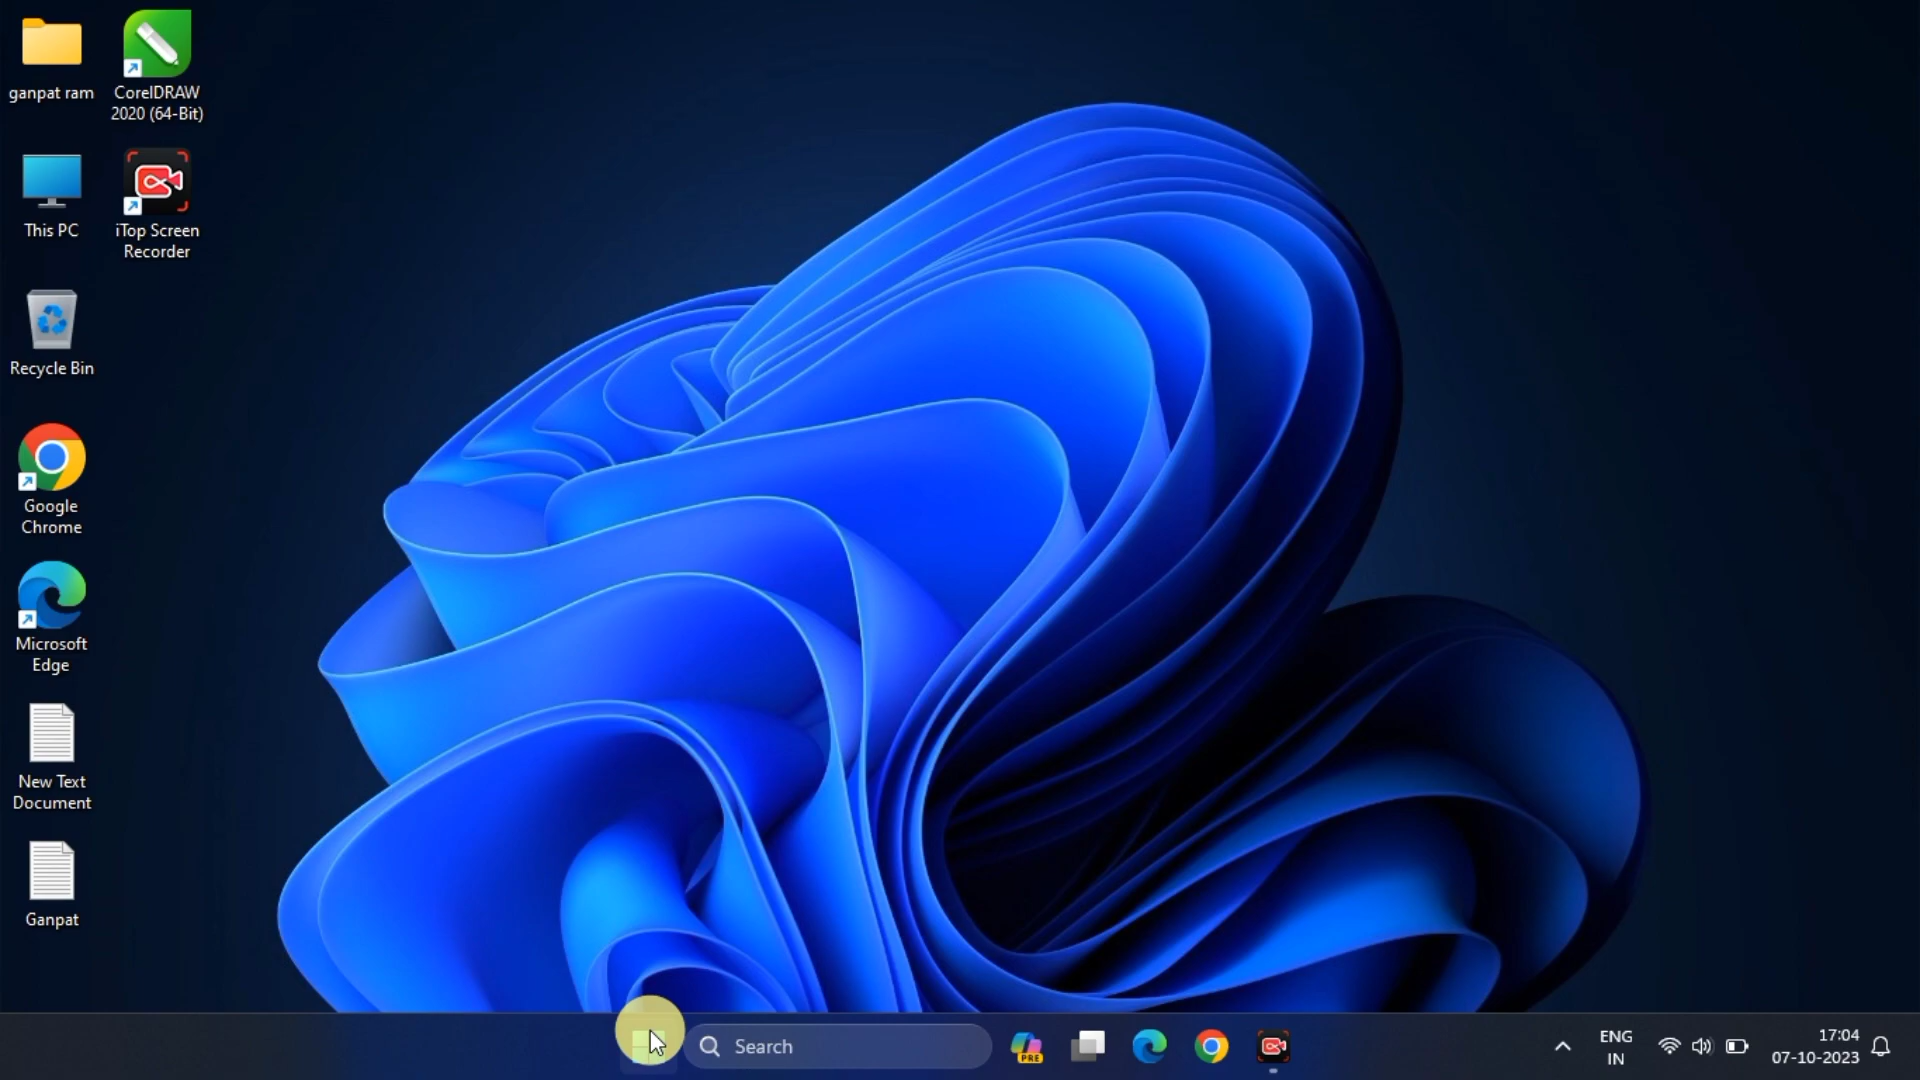 ganpat ram
CorelDRAW
2020 (64-Bit)
This PC
iTop Screen
Recorder
Recycle Bin
Google
Chrome
Microsoft
Edge
New Text
Document
Ganpat
Search
PRE
ENG
IN
17:04
07-10-2023